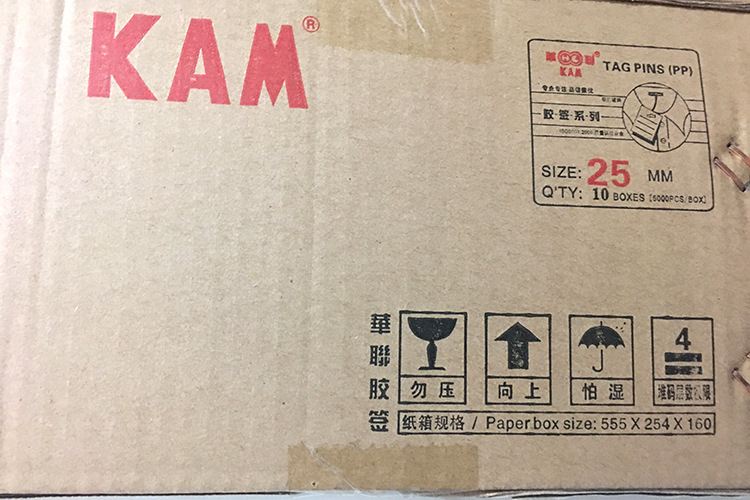 KAM®
KAM
TAG PINS (PP)
胶·签·系·列
SIZE: 25 MM
Q'TY: 10 BOXES [5000PCS/BOX]
華聯胶签
勿压
向上
怕湿
4
堆码层数极限
纸箱规格 / Paper box size: 555 X 254 X 160